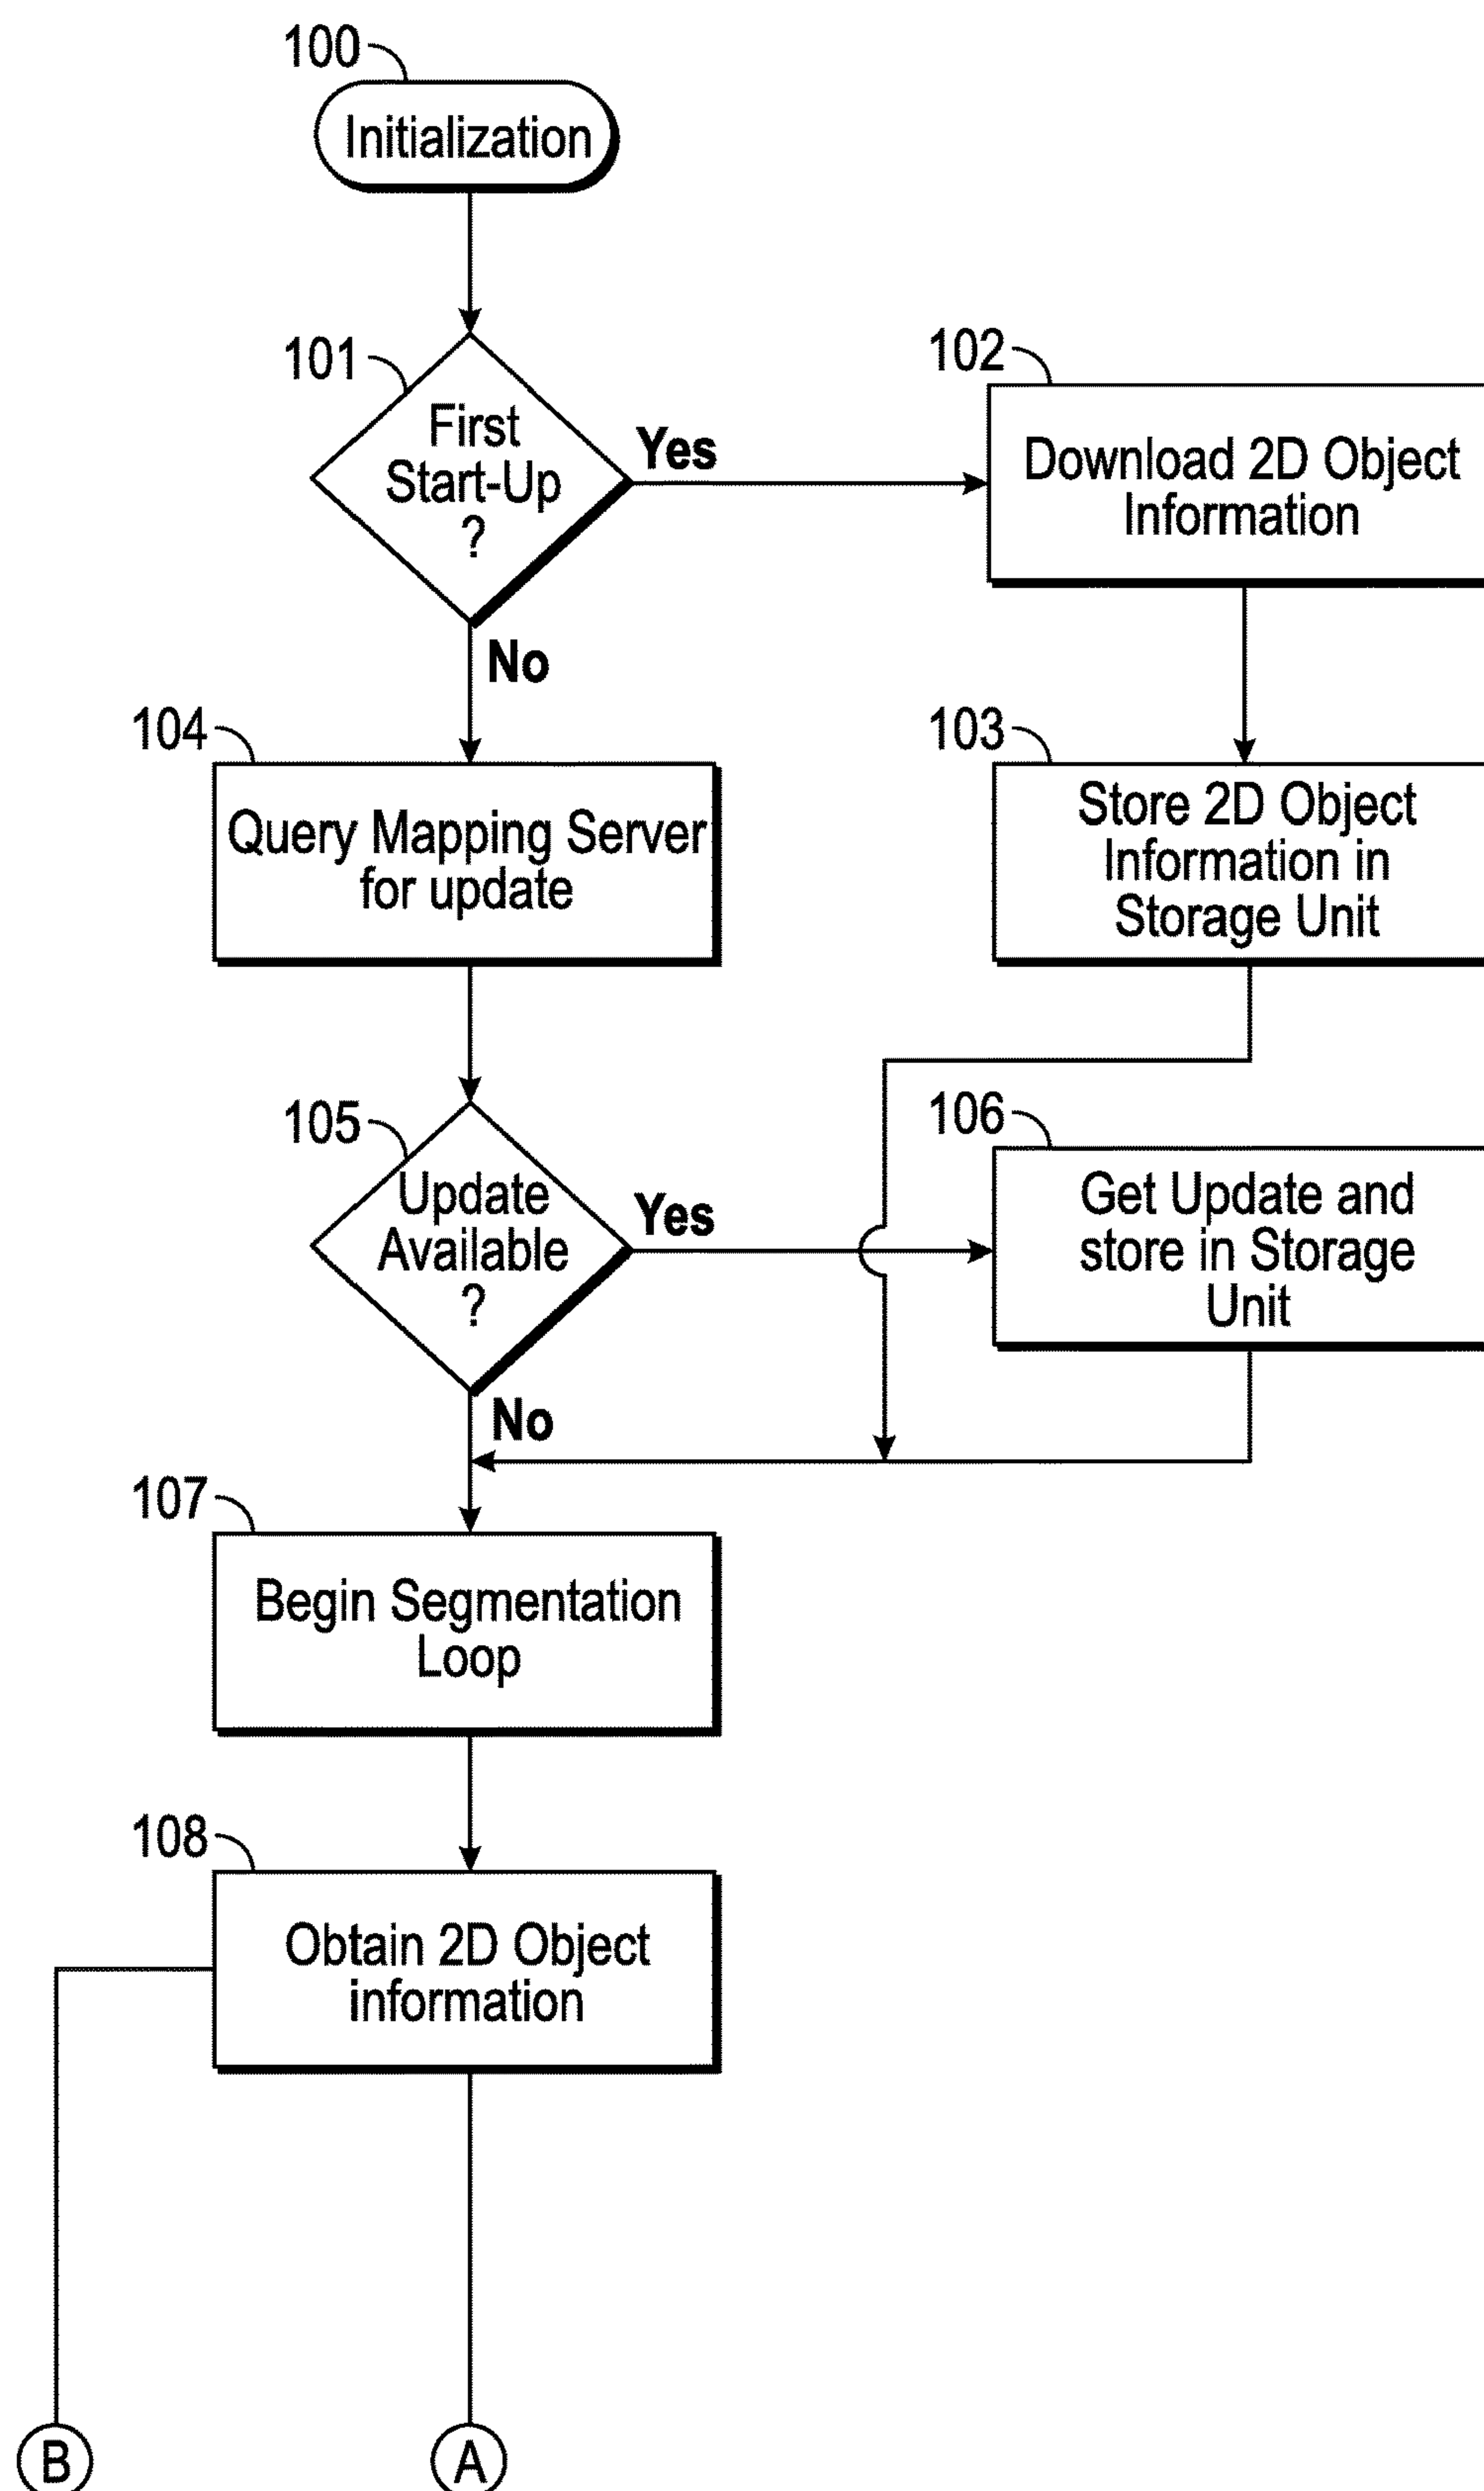 100
Initialization
101
First
Start-Up
?
Yes
No
102
Download 2D Object
Information
104
Query Mapping Server
for update
103
Store 2D Object
Information in
Storage Unit
105
Update
Available
?
Yes
No
106
Get Update and
store in Storage
Unit
107
Begin Segmentation
Loop
108
Obtain 2D Object
information
B
A